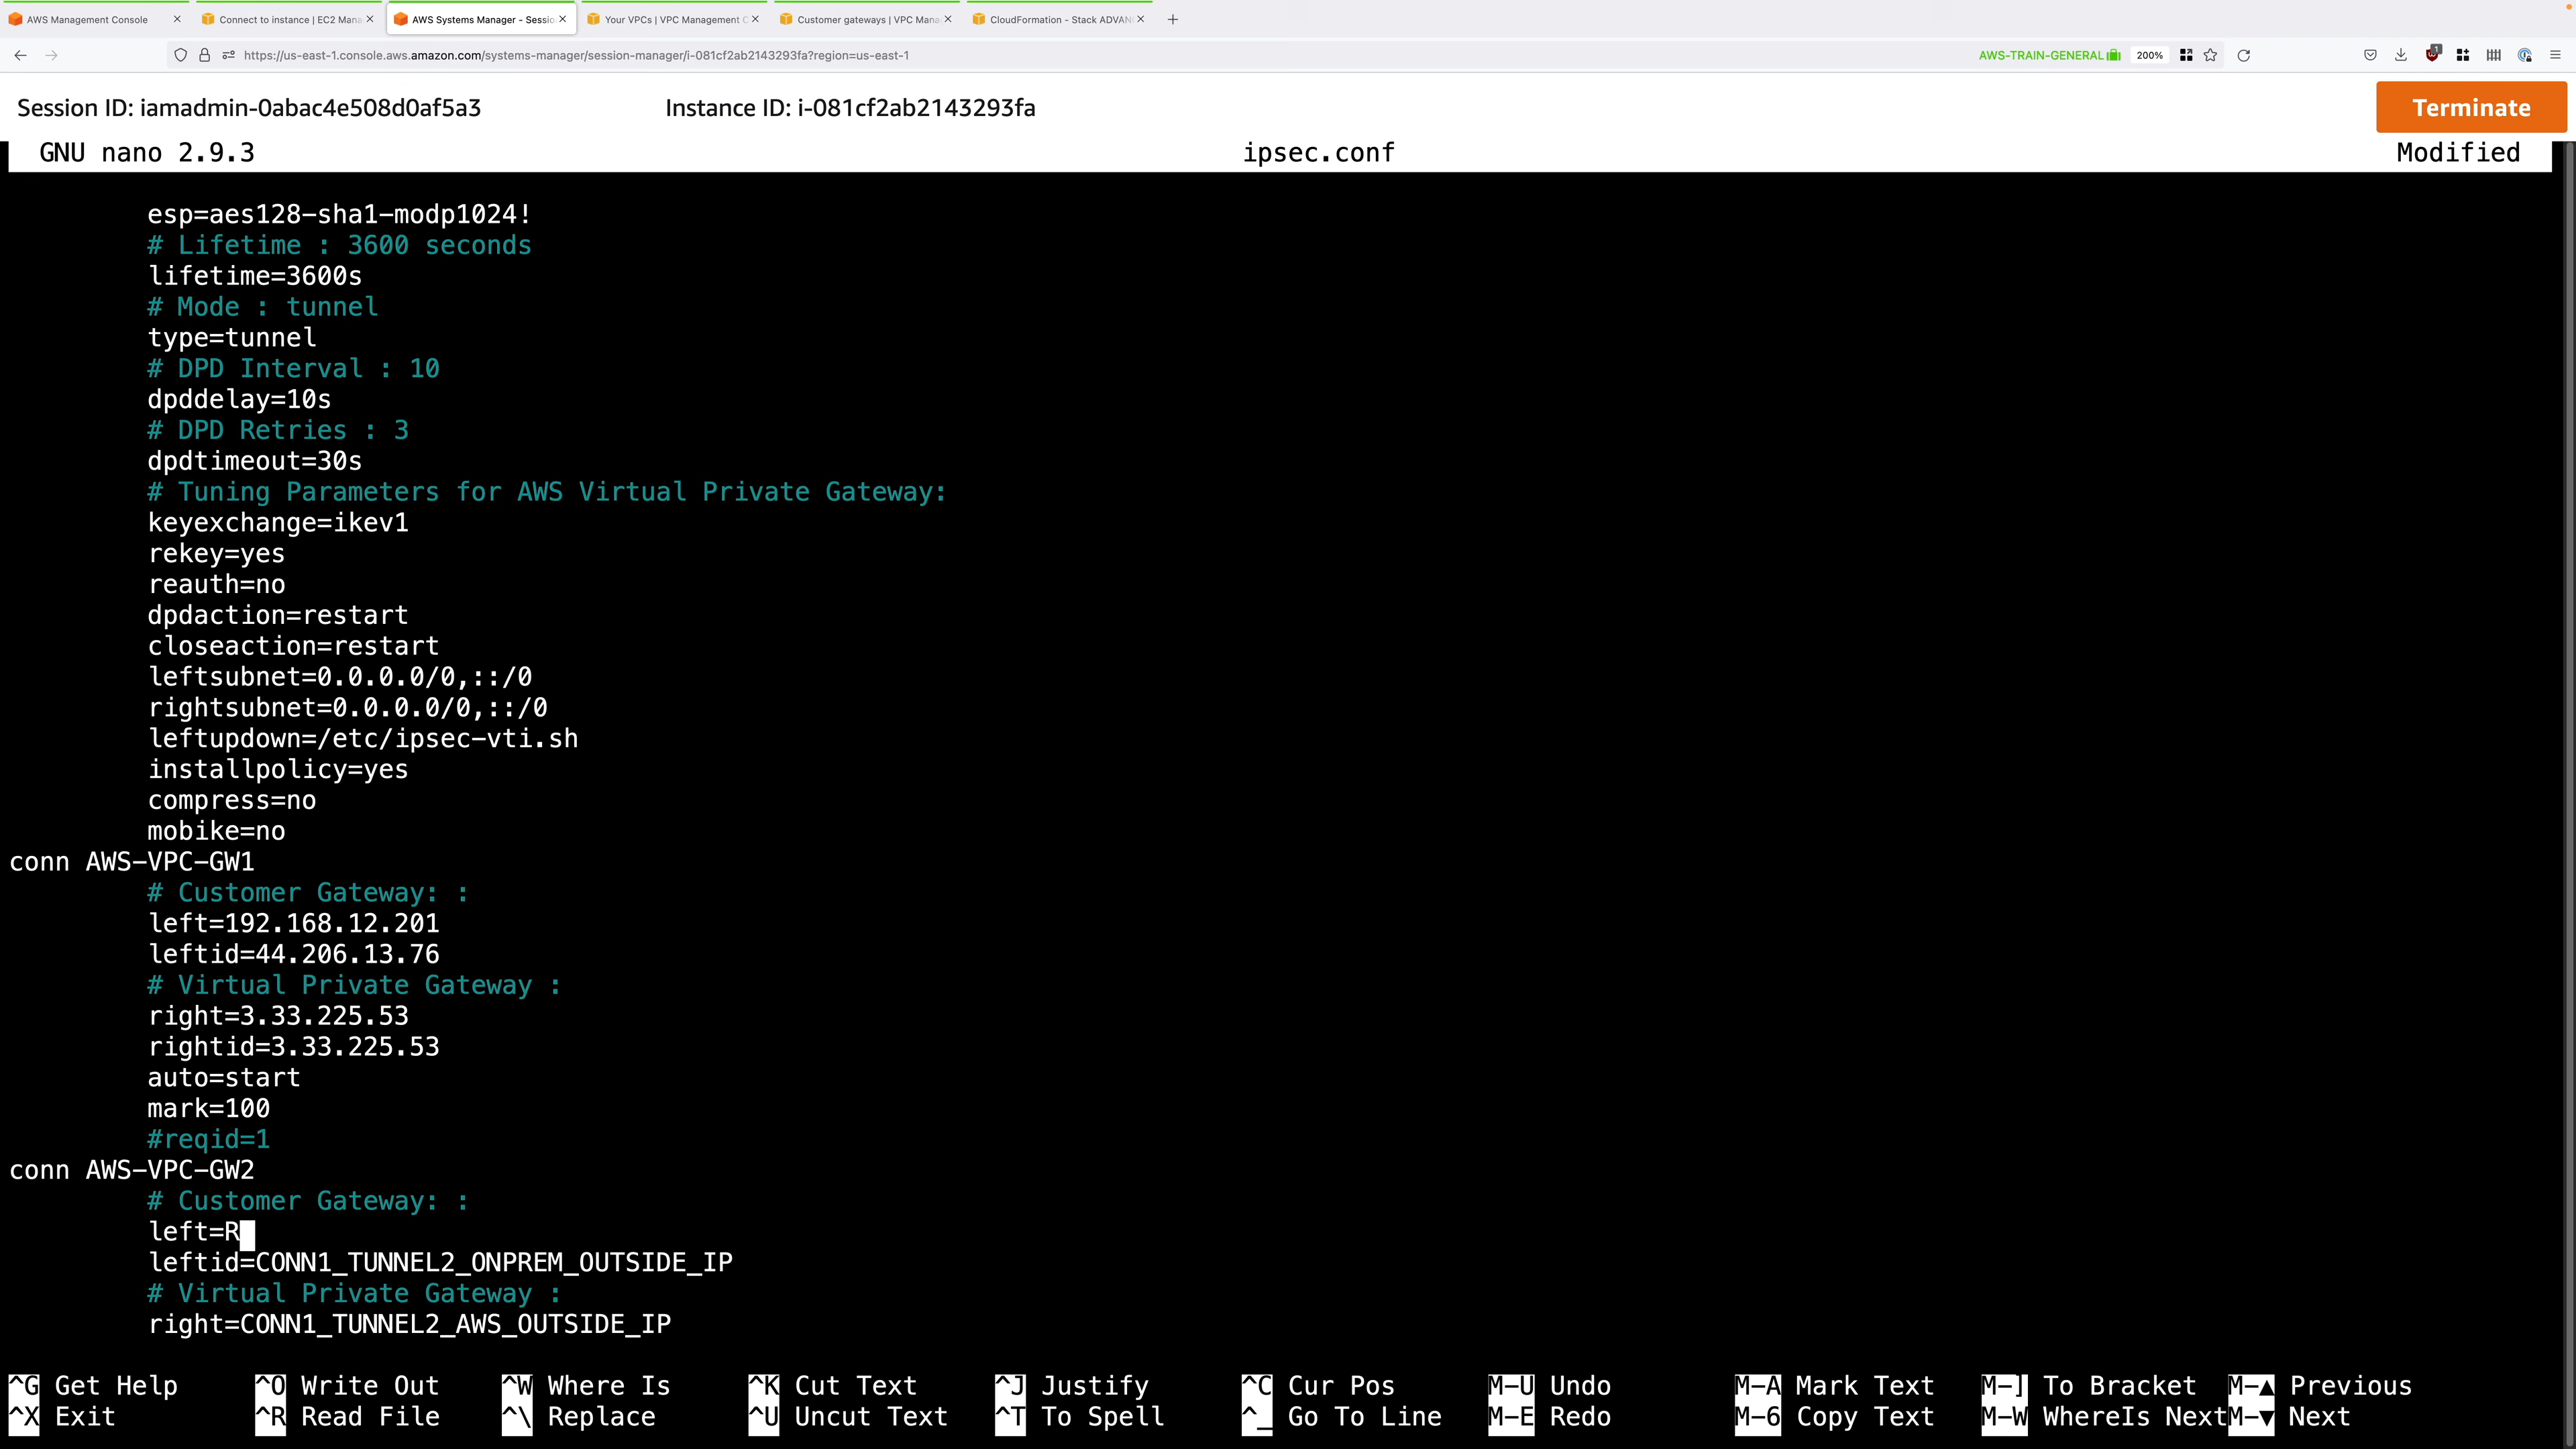 AWS Management Console
Connect to instance | EC2 Mana
AWS Systems Manager - Sessio
Your VPCs | VPC Management C
Customer gateways | VPC Mana
CloudFormation - Stack ADVAN
https://us-east-1.console.aws.amazon.com/systems-manager/session-manager/i-081cf2ab2143293fa?region=us-east-1
AWS-TRAIN-GENERAL
200%
1
Session ID: iamadmin-0abac4e508d0af5a3 Instance ID: i-081cf2ab2143293fa Terminate
GNU nano 2.9.3 ipsec.conf Modified
esp=aes128-sha1-modp1024!
# Lifetime : 3600 seconds
lifetime=3600s
# Mode : tunnel
type=tunnel
# DPD Interval : 10
dpddelay=10s
# DPD Retries : 3
dpdtimeout=30s
# Tuning Parameters for AWS Virtual Private Gateway:
keyexchange=ikev1
rekey=yes
reauth=no
dpdaction=restart
closeaction=restart
leftsubnet=0.0.0.0/0,::/0
rightsubnet=0.0.0.0/0,::/0
leftupdown=/etc/ipsec-vti.sh
installpolicy=yes
compress=no
mobike=no
conn AWS-VPC-GW1
# Customer Gateway: :
left=192.168.12.201
leftid=44.206.13.76
# Virtual Private Gateway :
right=3.33.225.53
rightid=3.33.225.53
auto=start
mark=100
#reqid=1
conn AWS-VPC-GW2
# Customer Gateway: :
left=R
leftid=CONN1_TUNNEL2_ONPREM_OUTSIDE_IP
# Virtual Private Gateway :
right=CONN1_TUNNEL2_AWS_OUTSIDE_IP
^G Get Help ^O Write Out ^W Where Is ^K Cut Text ^J Justify ^C Cur Pos M-U Undo M-A Mark Text M-] To Bracket M-▲ Previous
^X Exit ^R Read File ^\ Replace ^U Uncut Text ^T To Spell ^_ Go To Line M-E Redo M-6 Copy Text M-W WhereIs Next M-▼ Next